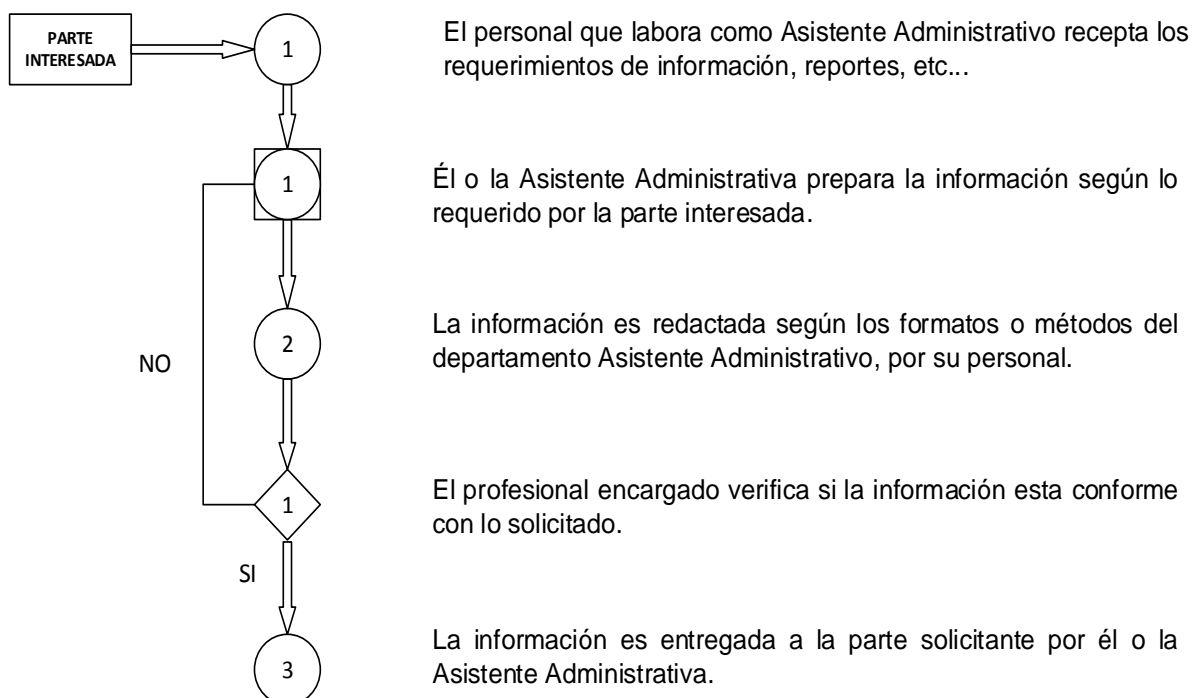 PARTE
INTERESADA
1
El personal que labora como Asistente Administrativo recepta los
requerimientos de información, reportes, etc...
1
Él o la Asistente Administrativa prepara la información según lo
requerido por la parte interesada.
2
La información es redactada según los formatos o métodos del
departamento Asistente Administrativo, por su personal.
NO
1
El profesional encargado verifica si la información esta conforme
con lo solicitado.
SI
3
La información es entregada a la parte solicitante por él o la
Asistente Administrativa.